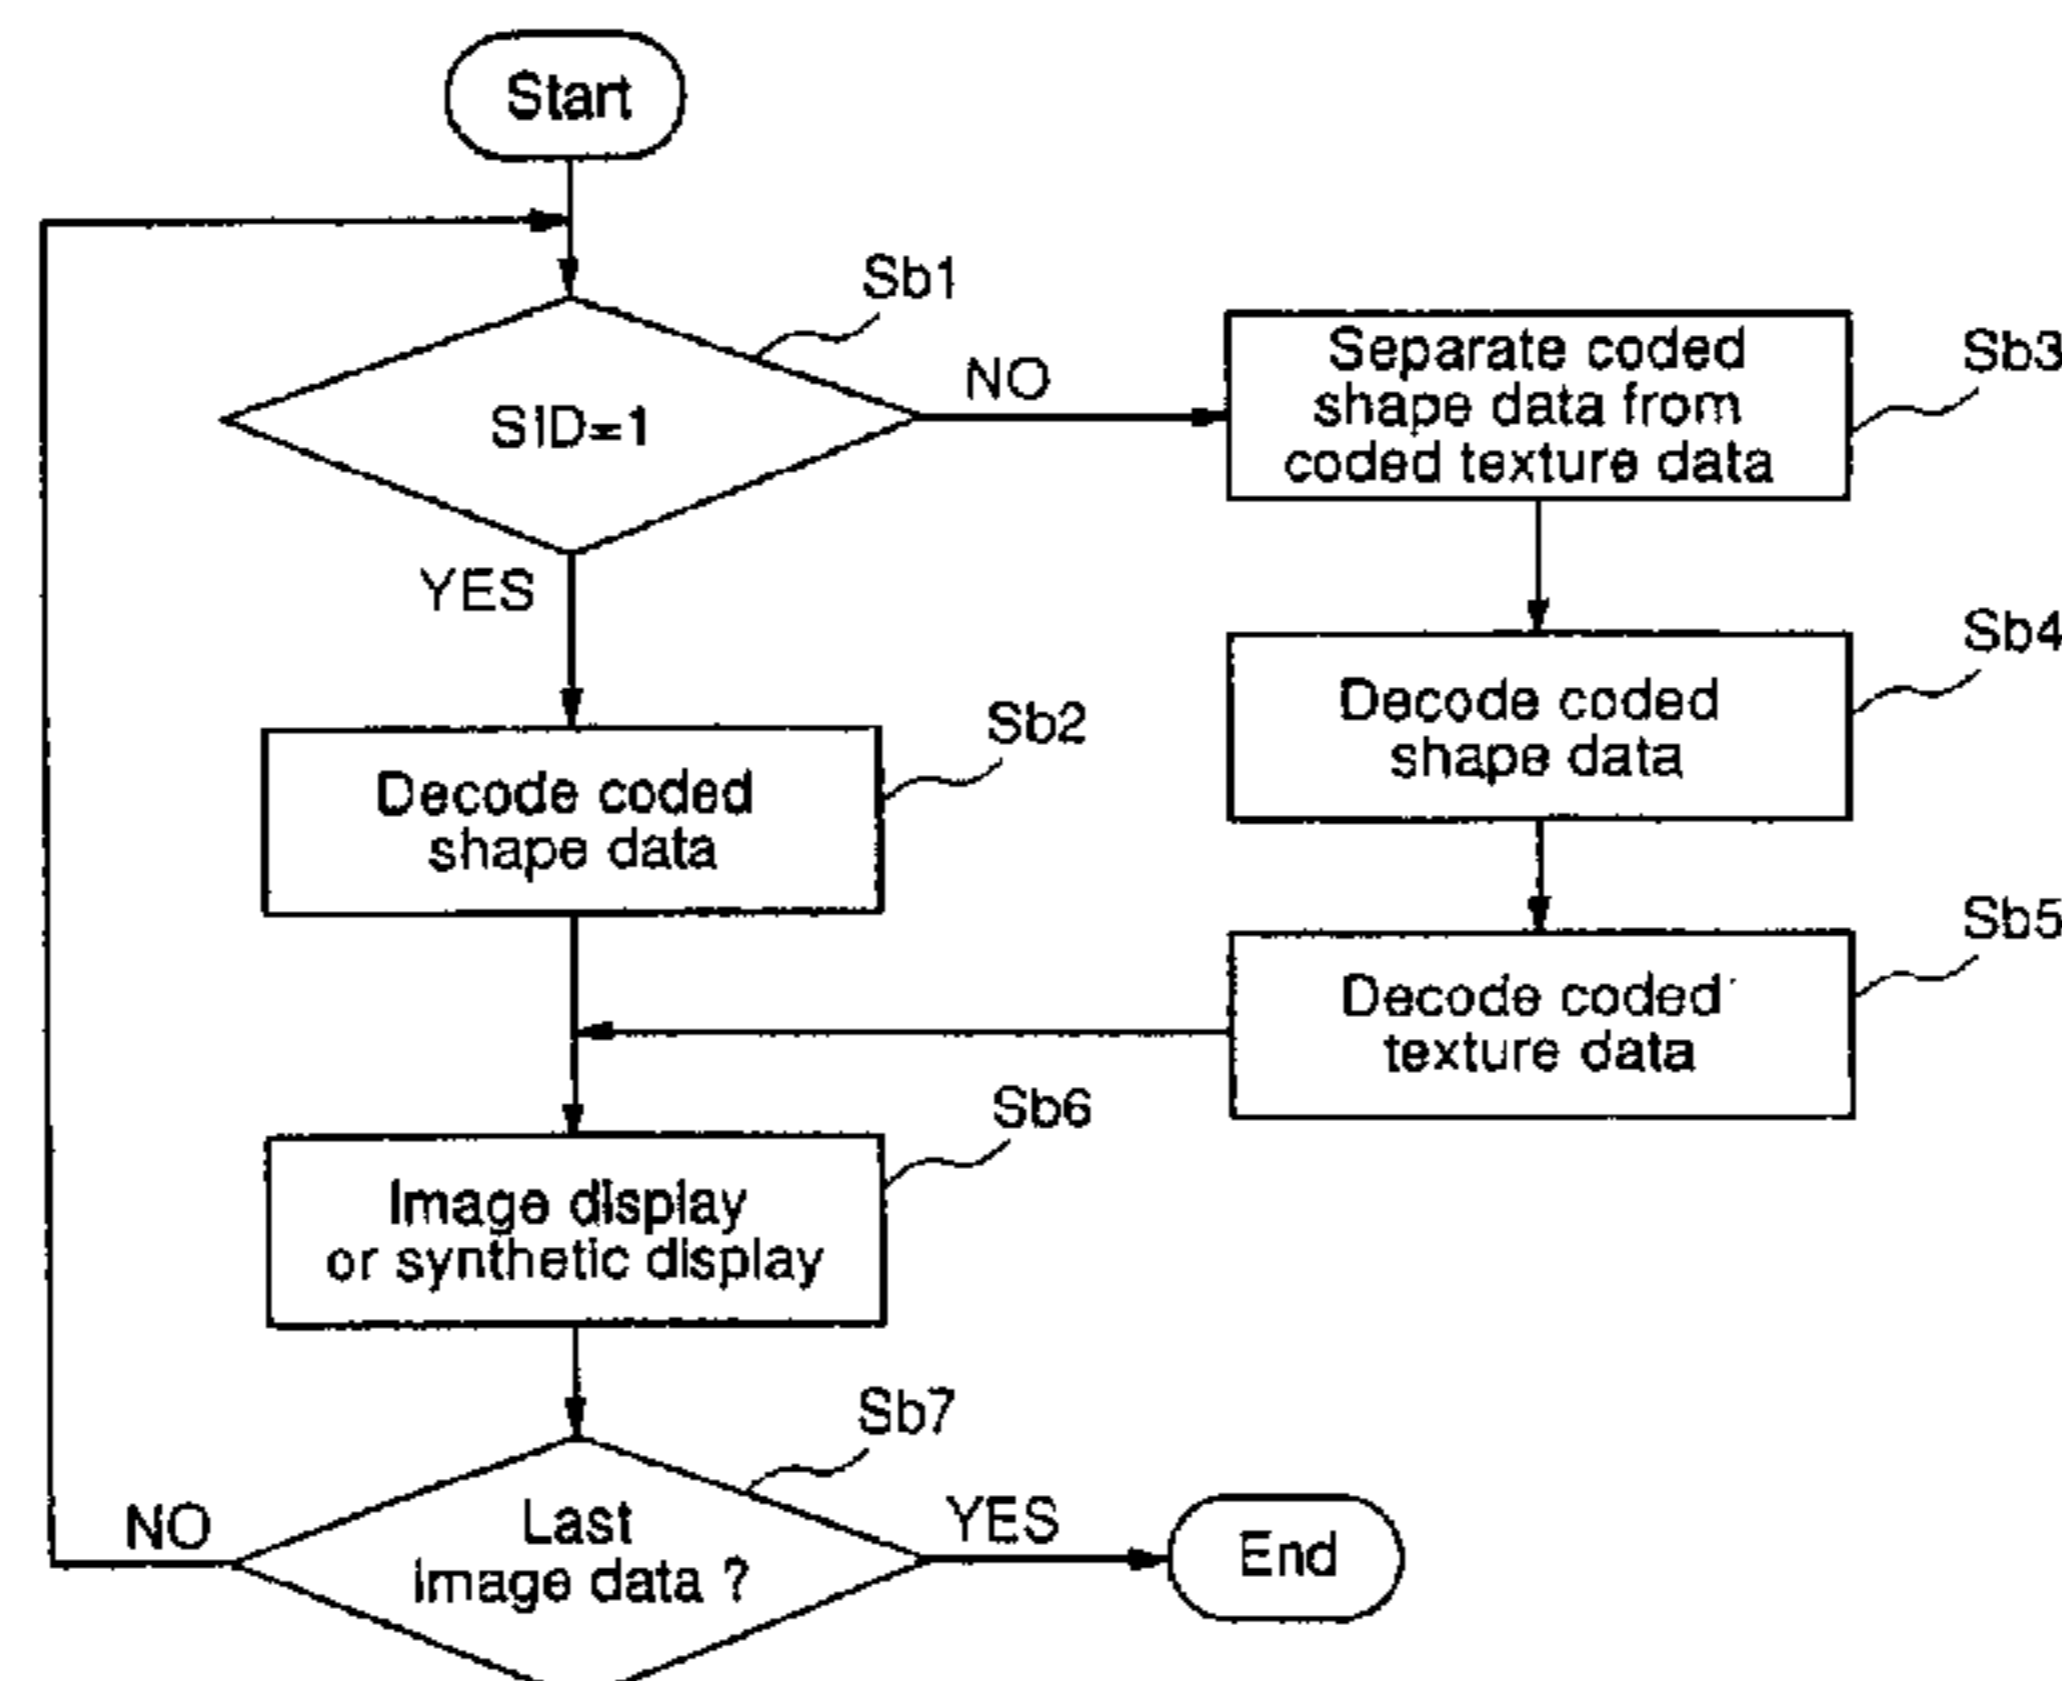 Start
Sb1
SID=1
NO
Separate coded
shape data from
coded texture data
Sb3
YES
Sb2
Decode coded
shape data
Sb4
Decode coded
shape data
Sb5
Decode coded
texture data
Sb6
Image display
or synthetic display
Sb7
NO
Last
image data ?
YES
End